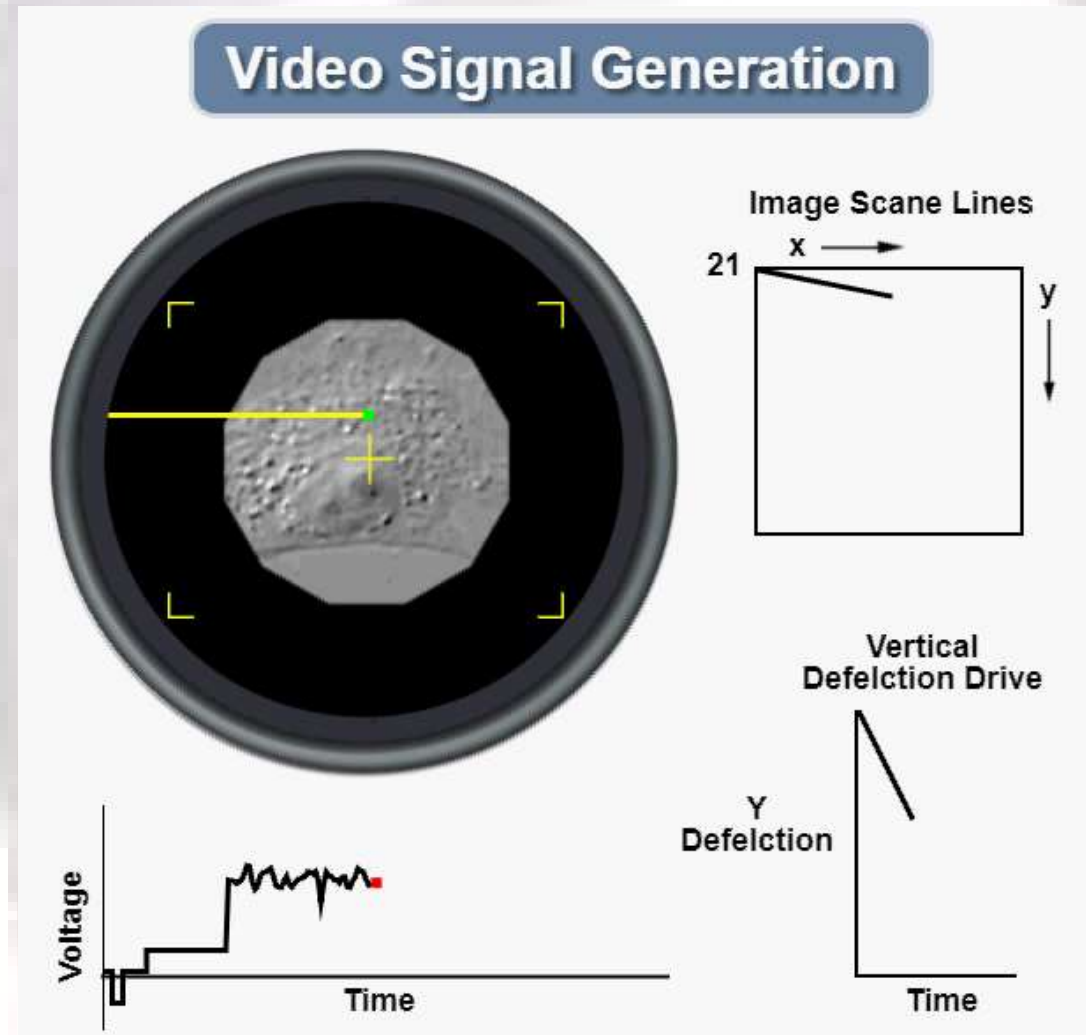 Video Signal Generation
Image Scane Lines
x
21
y
Vertical
Defelction Drive
Y
Defelction
Time
Voltage
Time